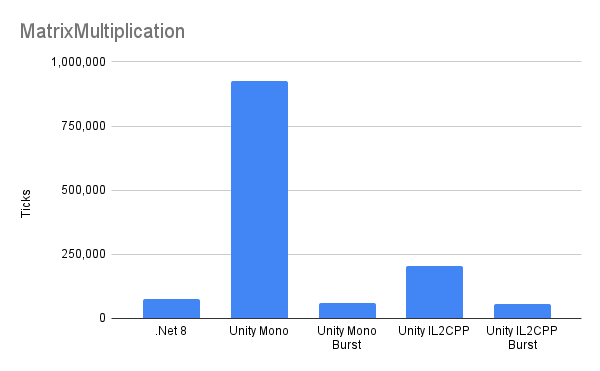 MatrixMultiplication
1,000,000
750,000
500,000
250,000
0
Ticks
.Net 8
Unity Mono
Unity Mono
Burst
Unity IL2CPP
Unity IL2CPP
Burst